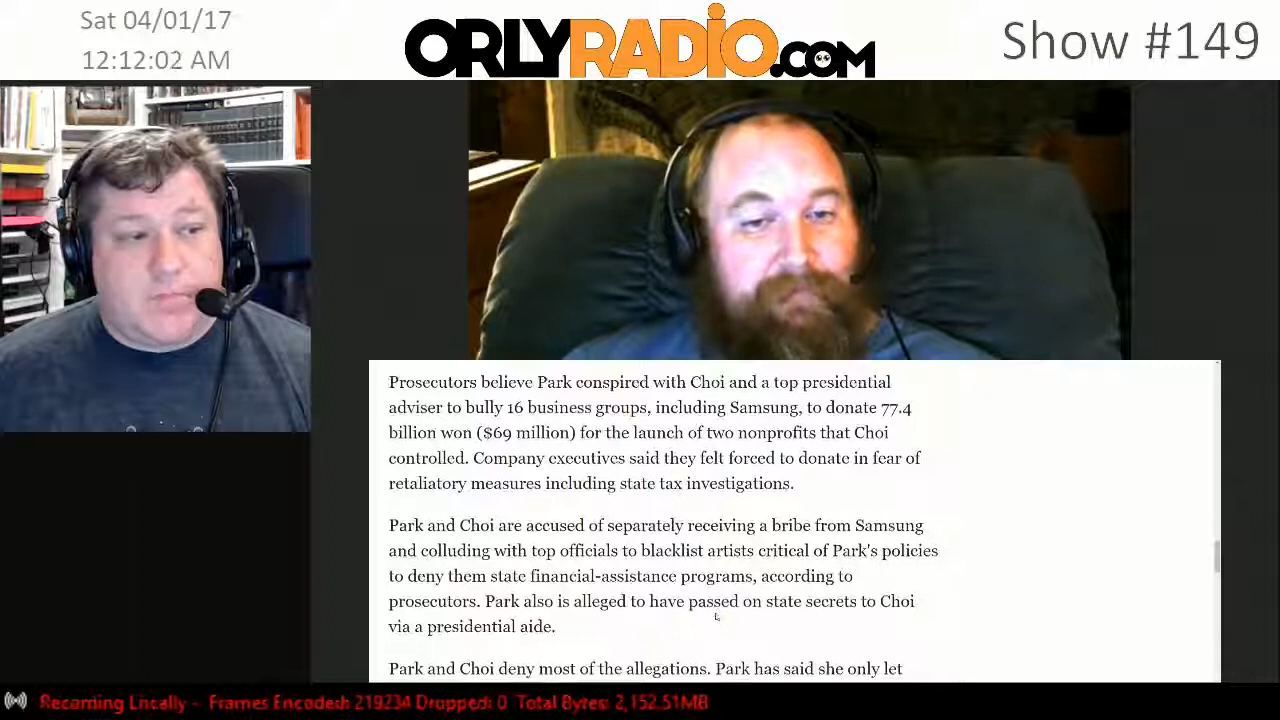 Sat 04/01/17
12:12:02 AM
ORLYRADIO.COM
Show #149
Prosecutors believe Park conspired with Choi and a top presidential
adviser to bully 16 business groups, including Samsung, to donate 77.4
billion won ($69 million) for the launch of two nonprofits that Choi
controlled. Company executives said they felt forced to donate in fear of
retaliatory measures including state tax investigations.
Park and Choi are accused of separately receiving a bribe from Samsung
and colluding with top officials to blacklist artists critical of Park's policies
to deny them state financial-assistance programs, according to
prosecutors. Park also is alleged to have passed on state secrets to Choi
via a presidential aide.
Park and Choi deny most of the allegations. Park has said she only let
Recording Locally – Frames Encoded: 219234 Dropped: 0 Total Bytes: 2,152.51MB